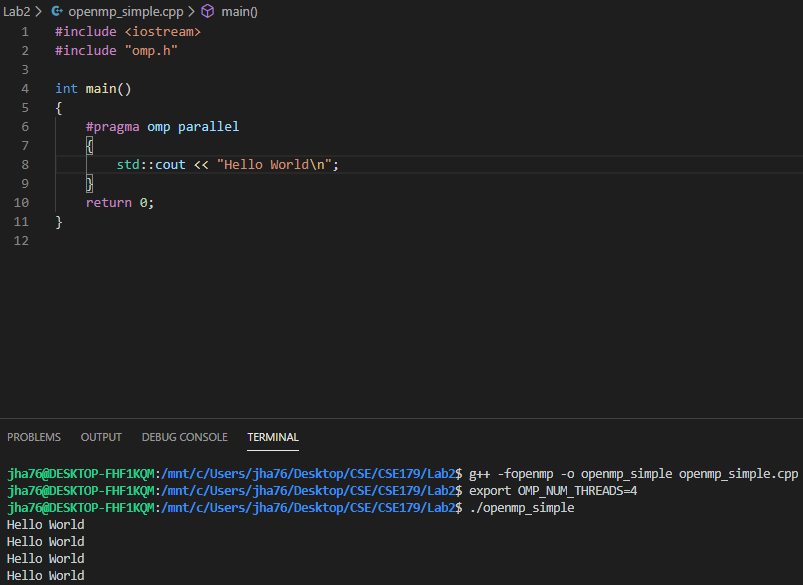 Lab2 > openmp_simple.cpp > main()
1 #include <iostream>
2 #include "omp.h"
3
4 int main()
5 {
6     #pragma omp parallel
7     {
8         std::cout << "Hello World\n";
9     }
10     return 0;
11 }
12
PROBLEMS OUTPUT DEBUG CONSOLE TERMINAL
jha76@DESKTOP-FHF1KQM:/mnt/c/Users/jha76/Desktop/CSE/CSE179/Lab2$ g++ -fopenmp -o openmp_simple openmp_simple.cpp
jha76@DESKTOP-FHF1KQM:/mnt/c/Users/jha76/Desktop/CSE/CSE179/Lab2$ export OMP_NUM_THREADS=4
jha76@DESKTOP-FHF1KQM:/mnt/c/Users/jha76/Desktop/CSE/CSE179/Lab2$ ./openmp_simple
Hello World
Hello World
Hello World
Hello World